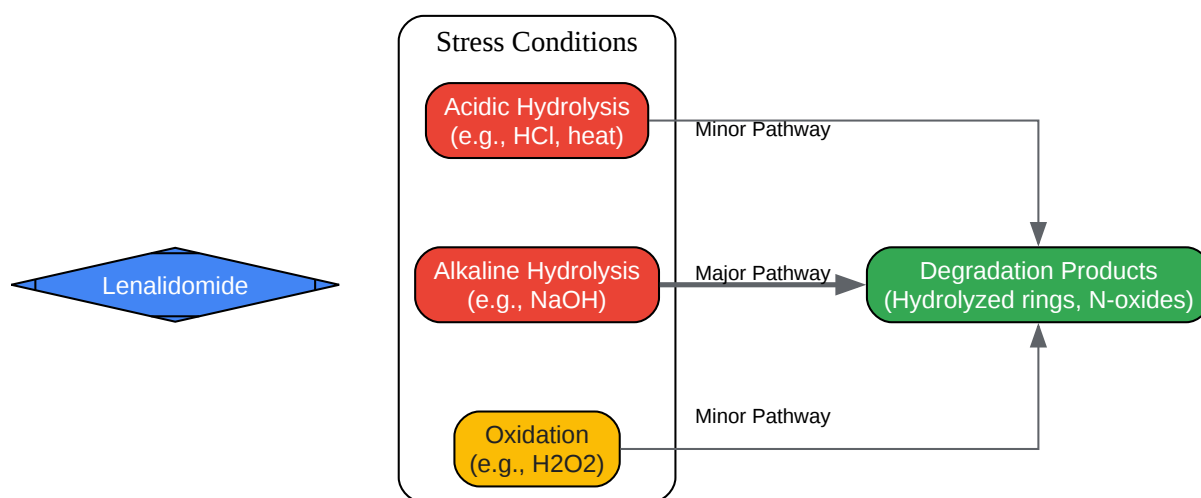 Stress Conditions
Acidic Hydrolysis
(e.g., HCl, heat)
Minor Pathway
Lenalidomide
Alkaline Hydrolysis
(e.g., NaOH)
Major Pathway
Degradation Products
(Hydrolyzed rings, N-oxides)
Oxidation
(e.g., H2O2)
Minor Pathway